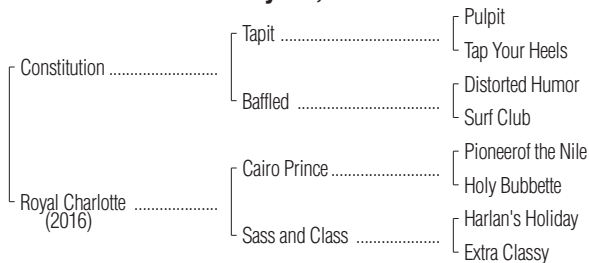 Pulpit
Tapit ........................................
Tap Your Heels
Constitution ...........................
Distorted Humor
Baffled ....................................
Surf Club
Pioneerof the Nile
Cairo Prince ...........................
Holy Bubbette
Royal Charlotte .....................
(2016)
Harlan's Holiday
Sass and Class .....................
Extra Classy